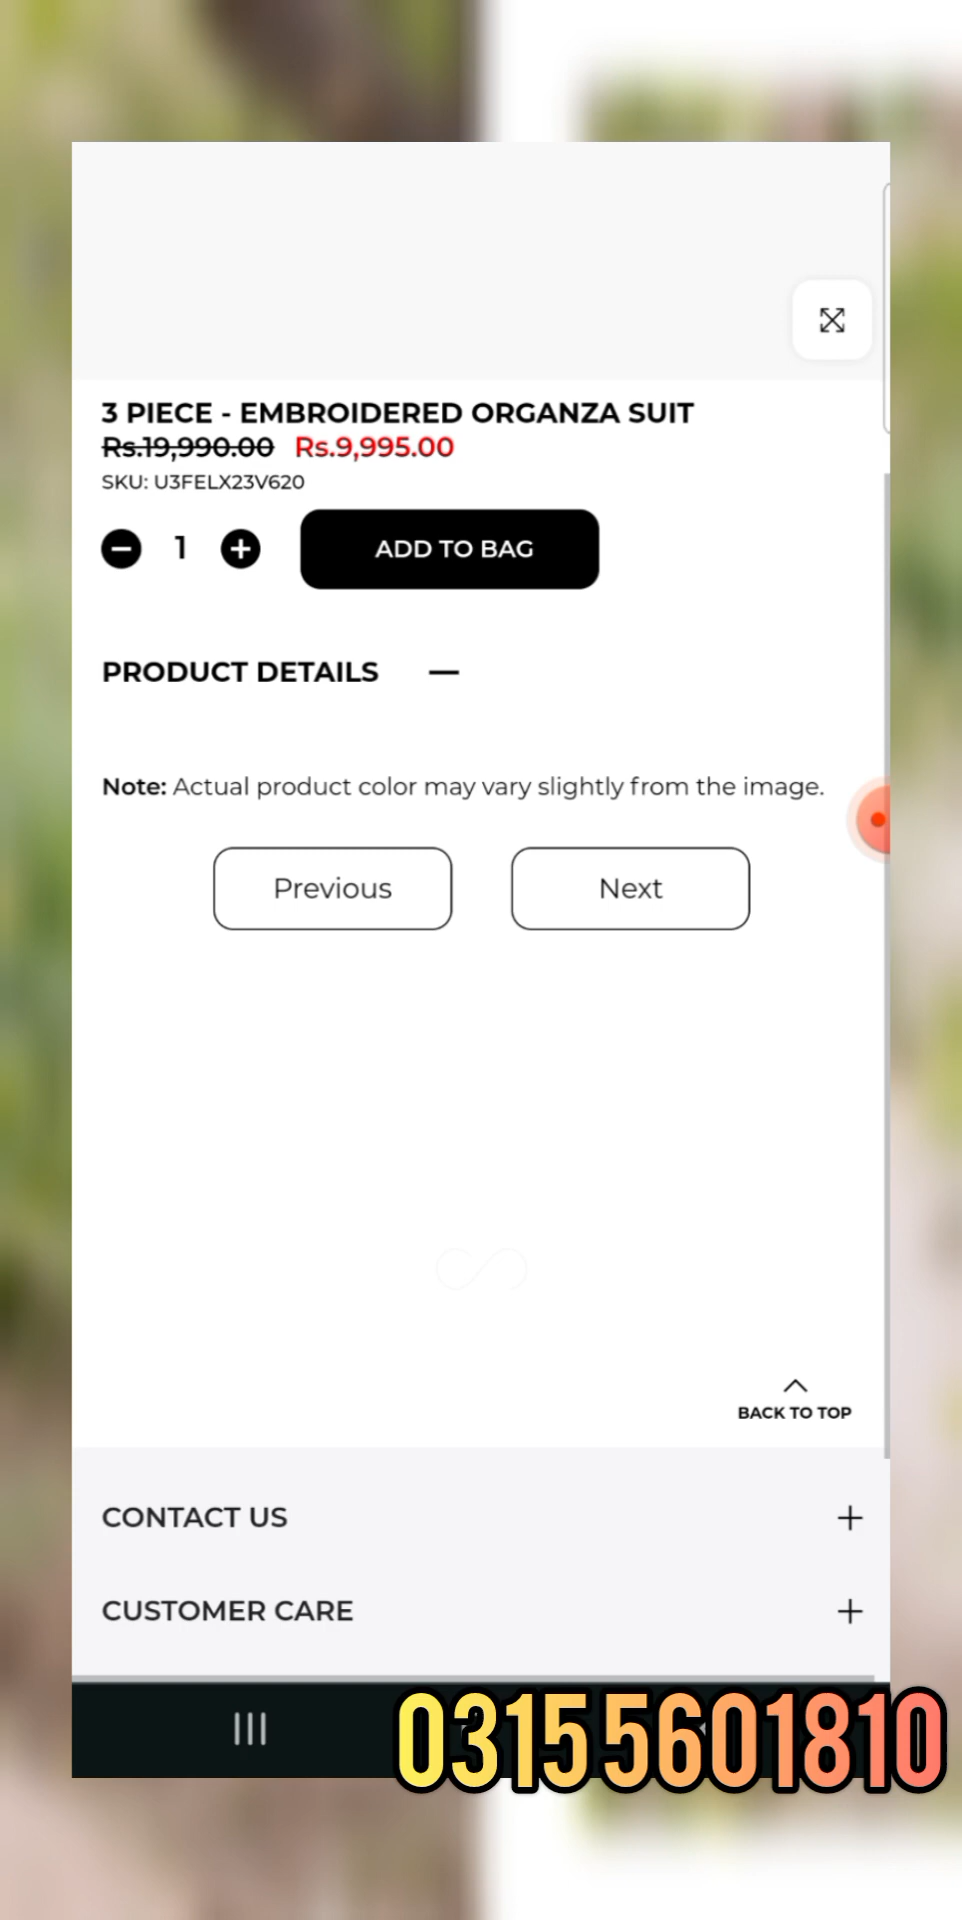 3 PIECE - EMBROIDERED ORGANZA SUIT
Rs.19,990.00 Rs.9,995.00
SKU: U3FELX23V620
1 ADD TO BAG
PRODUCT DETAILS
Note: Actual product color may vary slightly from the image.
Previous Next
BACK TO TOP
CONTACT US
CUSTOMER CARE
03155601810